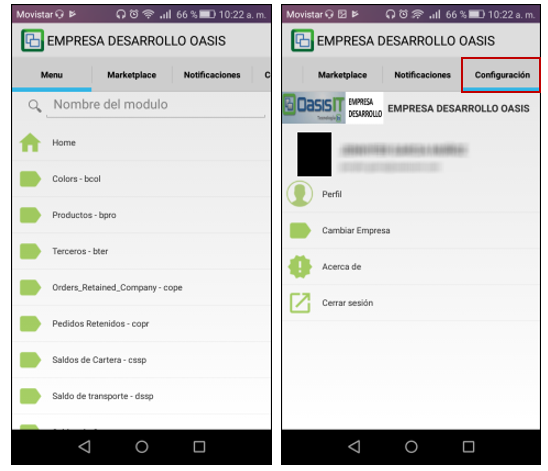 Movistar 66 % 10:22 a. m.
EMPRESA DESARROLLO OASIS
Menu Marketplace Notificaciones C
Nombre del modulo
Home
Colors - bcol
Productos - bpro
Terceros - bter
Orders_Retained_Company - cope
Pedidos Retenidos - copr
Saldos de Cartera - cssp
Saldo de transporte - dssp
Movistar 66 % 10:22 a. m.
EMPRESA DESARROLLO OASIS
Marketplace Notificaciones Configuración
OasisIT EMPRESA DESARROLLO EMPRESA DESARROLLO OASIS
Perfil
Cambiar Empresa
Acerca de
Cerrar sesión